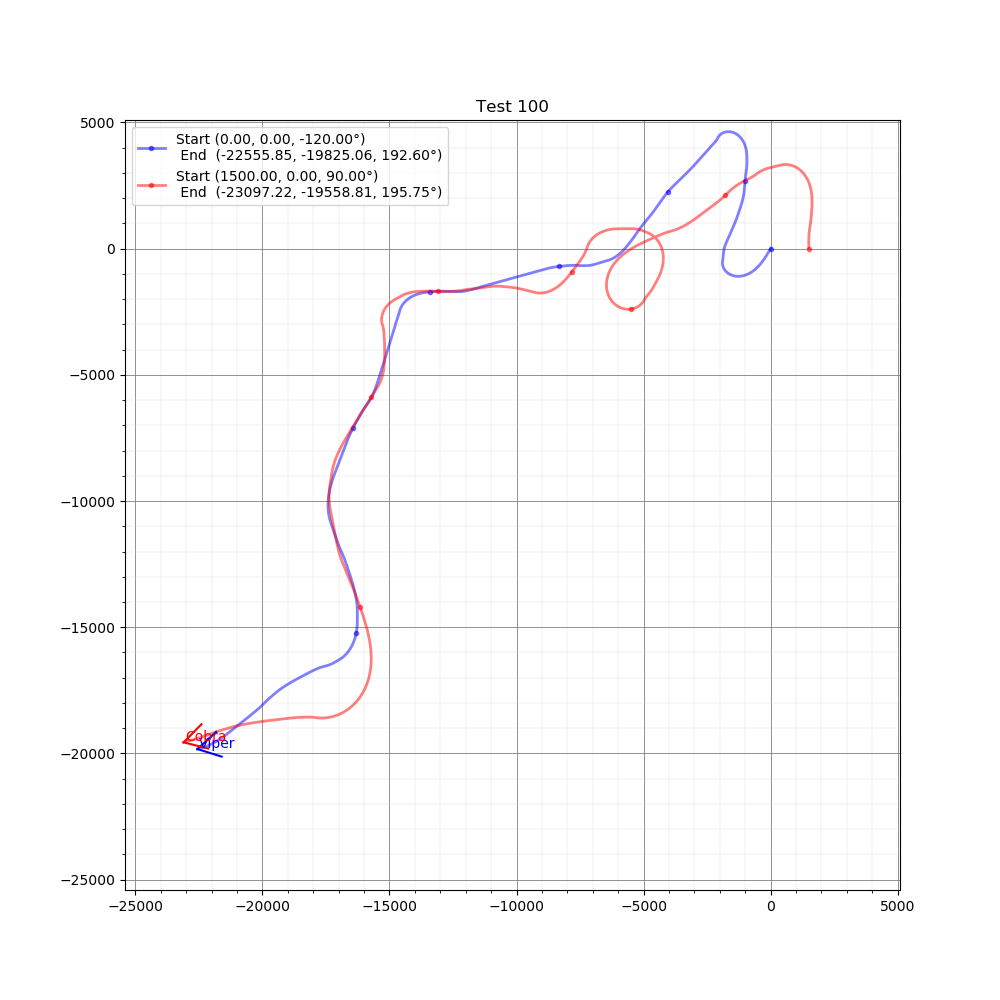 Test 100
Start (0.00, 0.00, -120.00°)
End (-22555.85, -19825.06, 192.60°)
Start (1500.00, 0.00, 90.00°)
End (-23097.22, -19558.81, 195.75°)
5000
0
−5000
−10000
−15000
−20000
−25000
Cobra
Viper
−25000 −20000 −15000 −10000 −5000 0 5000